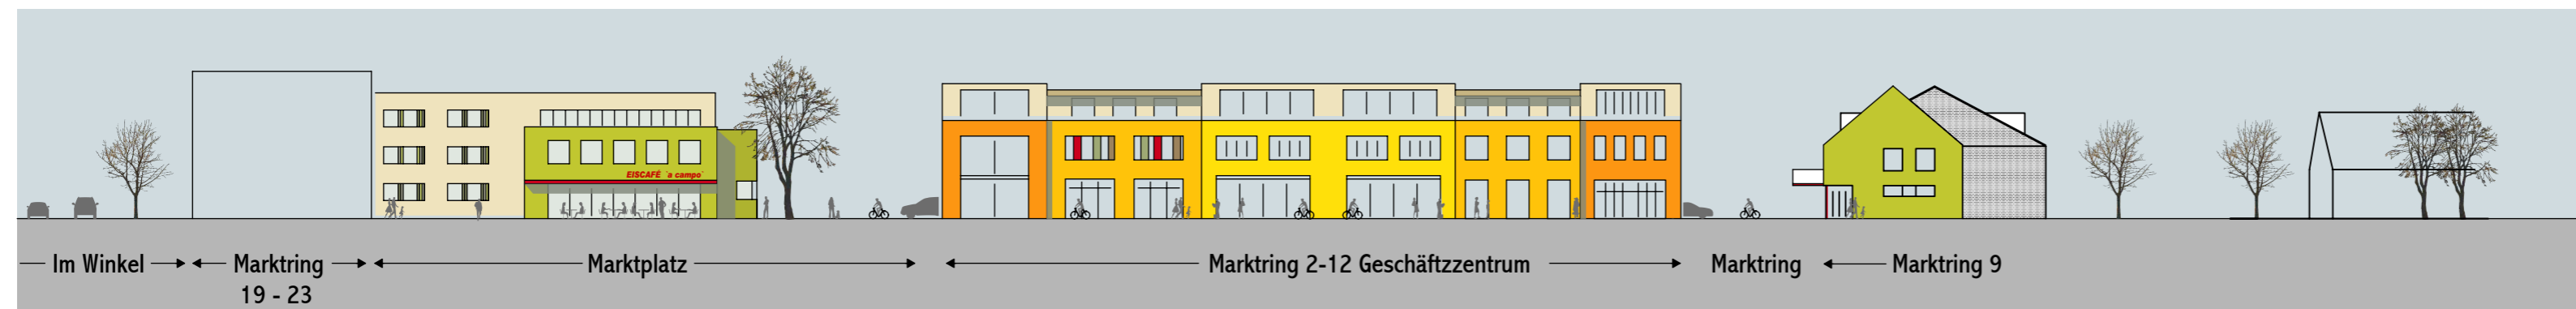 EISCAFÉ ´a campo´
Im Winkel
Marktring
19 - 23
Marktplatz
Marktring 2-12 Geschäftzzentrum
Marktring
Marktring 9